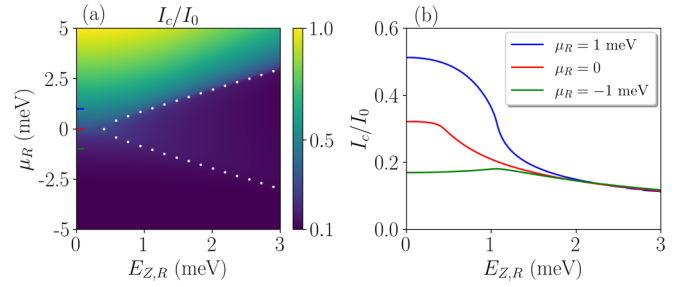 (a) I_c/I_0
5
2.5
0
-2.5
-5
μ_R (meV)
0 1 2 3
E_{Z,R} (meV)
1.0
0.5
0.1
(b)
0.6
0.4
0.2
0.0
I_c/I_0
0 1 2 3
E_{Z,R} (meV)
μ_R = 1 meV
μ_R = 0
μ_R = −1 meV